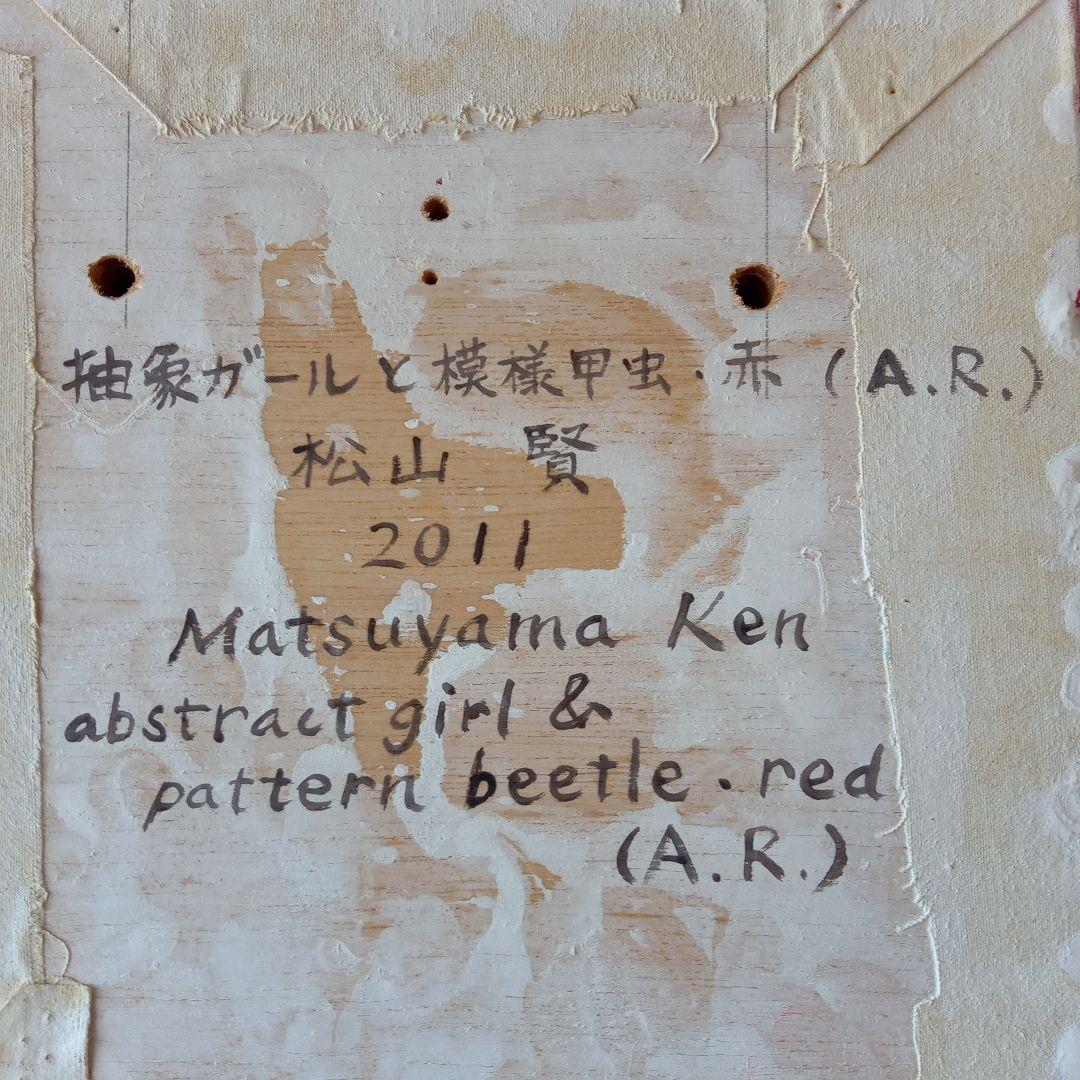 抽象ガールと模様甲虫・赤 (A.R.)
松山 賢
2011
Matsuyama Ken
abstract girl &
pattern beetle・red
(A.R.)